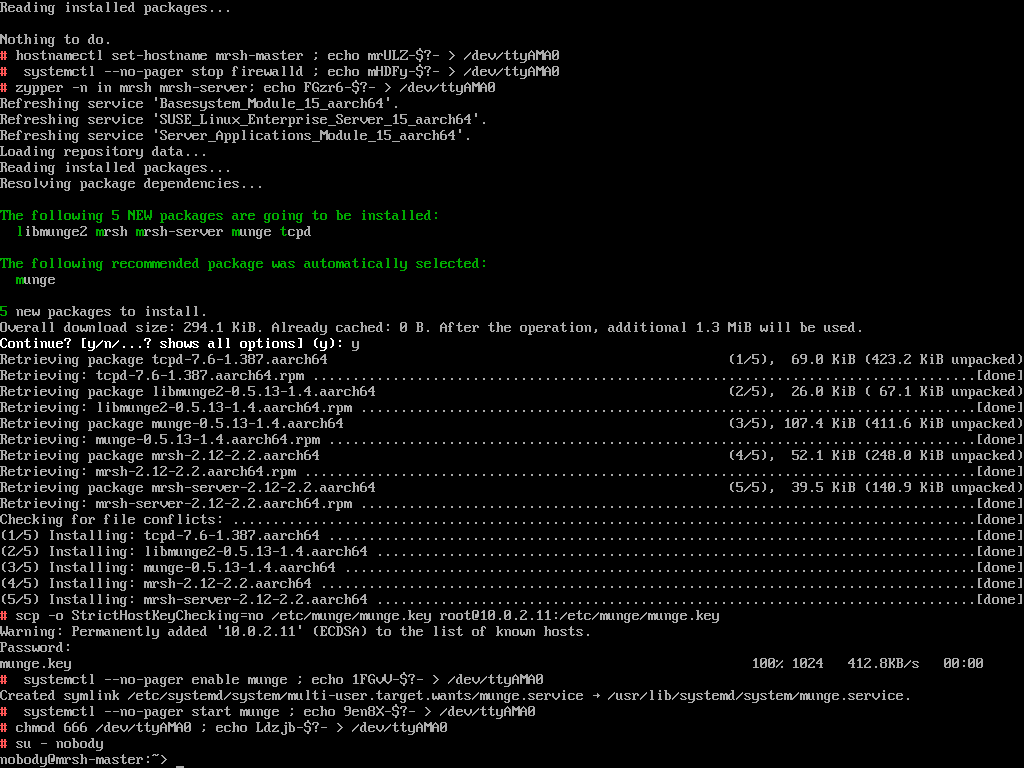 Reading installed packages...
Nothing to do.
# hostnamectl set-hostname mrsh-master ; echo mrULZ-$?- > /dev/ttyAMA0
#  systemctl --no-pager stop firewalld ; echo mHDFy-$?- > /dev/ttyAMA0
# zypper -n in mrsh mrsh-server; echo FGzr6-$?- > /dev/ttyAMA0
Refreshing service 'Basesystem_Module_15_aarch64'.
Refreshing service 'SUSE_Linux_Enterprise_Server_15_aarch64'.
Refreshing service 'Server_Applications_Module_15_aarch64'.
Loading repository data...
Reading installed packages...
Resolving package dependencies...
The following 5 NEW packages are going to be installed:
  libmunge2 mrsh mrsh-server munge tcpd
The following recommended package was automatically selected:
  munge
5 new packages to install.
Overall download size: 294.1 KiB. Already cached: 0 B. After the operation, additional 1.3 MiB will be used.
Continue? [y/n/...? shows all options] (y): y
Retrieving package tcpd-7.6-1.387.aarch64 (1/5),  69.0 KiB (423.2 KiB unpacked)
Retrieving: tcpd-7.6-1.387.aarch64.rpm ...................................................................................[done]
Retrieving package libmunge2-0.5.13-1.4.aarch64 (2/5),  26.0 KiB ( 67.1 KiB unpacked)
Retrieving: libmunge2-0.5.13-1.4.aarch64.rpm .............................................................................[done]
Retrieving package munge-0.5.13-1.4.aarch64 (3/5), 107.4 KiB (411.6 KiB unpacked)
Retrieving: munge-0.5.13-1.4.aarch64.rpm .................................................................................[done]
Retrieving package mrsh-2.12-2.2.aarch64 (4/5),  52.1 KiB (248.0 KiB unpacked)
Retrieving: mrsh-2.12-2.2.aarch64.rpm ....................................................................................[done]
Retrieving package mrsh-server-2.12-2.2.aarch64 (5/5),  39.5 KiB (140.9 KiB unpacked)
Retrieving: mrsh-server-2.12-2.2.aarch64.rpm .............................................................................[done]
Checking for file conflicts: .............................................................................................[done]
(1/5) Installing: tcpd-7.6-1.387.aarch64 .................................................................................[done]
(2/5) Installing: libmunge2-0.5.13-1.4.aarch64 ...........................................................................[done]
(3/5) Installing: munge-0.5.13-1.4.aarch64 ...............................................................................[done]
(4/5) Installing: mrsh-2.12-2.2.aarch64 ..................................................................................[done]
(5/5) Installing: mrsh-server-2.12-2.2.aarch64 ...........................................................................[done]
# scp -o StrictHostKeyChecking=no /etc/munge/munge.key root@10.0.2.11:/etc/munge/munge.key
Warning: Permanently added '10.0.2.11' (ECDSA) to the list of known hosts.
Password:
munge.key 100% 1024   412.8KB/s   00:00
#  systemctl --no-pager enable munge ; echo 1FGvV-$?- > /dev/ttyAMA0
Created symlink /etc/systemd/system/multi-user.target.wants/munge.service → /usr/lib/systemd/system/munge.service.
#  systemctl --no-pager start munge ; echo 9en8X-$?- > /dev/ttyAMA0
# chmod 666 /dev/ttyAMA0 ; echo Ldzjb-$?- > /dev/ttyAMA0
# su - nobody
nobody@mrsh-master:~> _